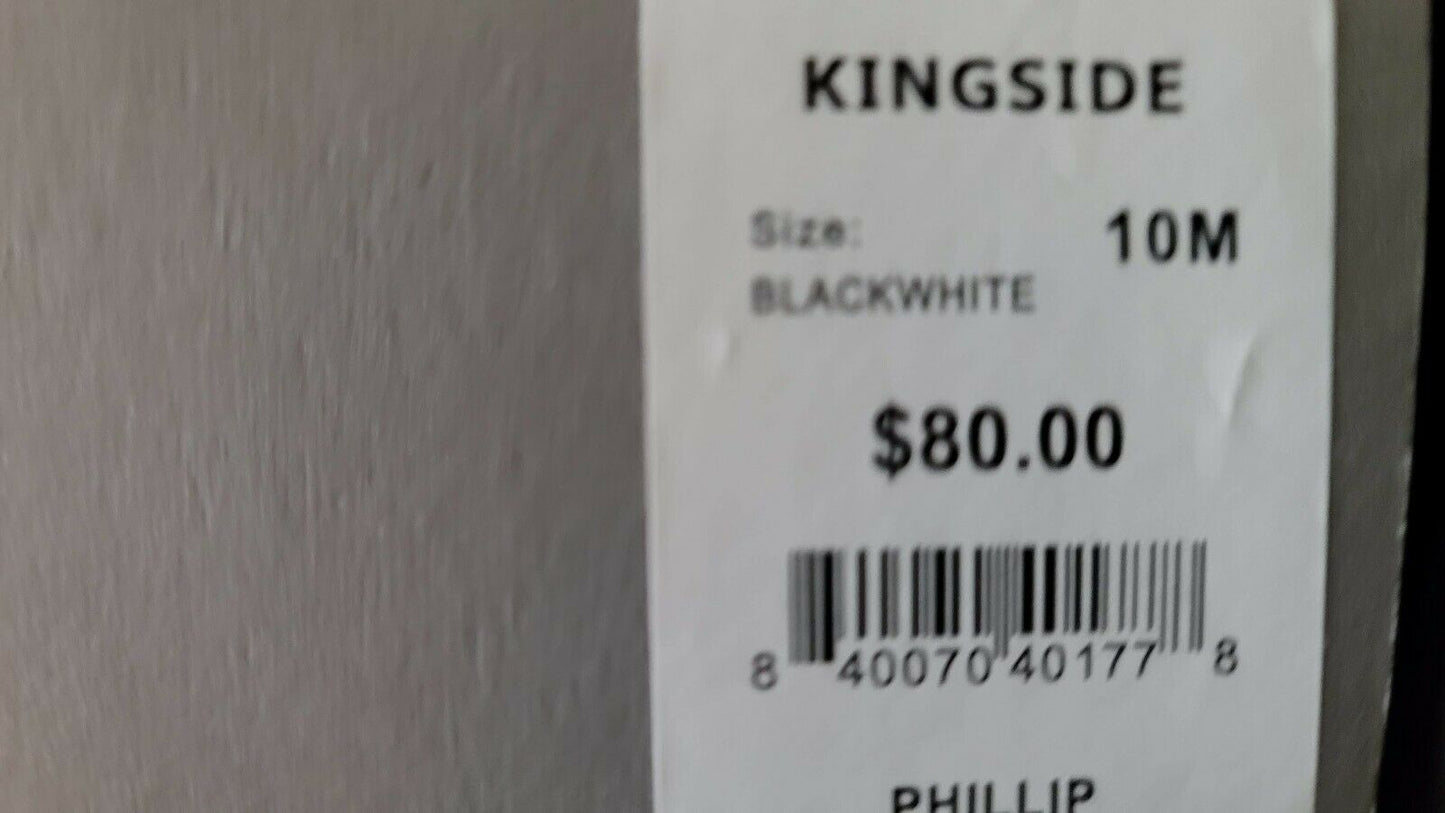 KINGSIDE
Size: 10M
BLACKWHITE
$80.00
8 40070 40177 8
PHILLIP